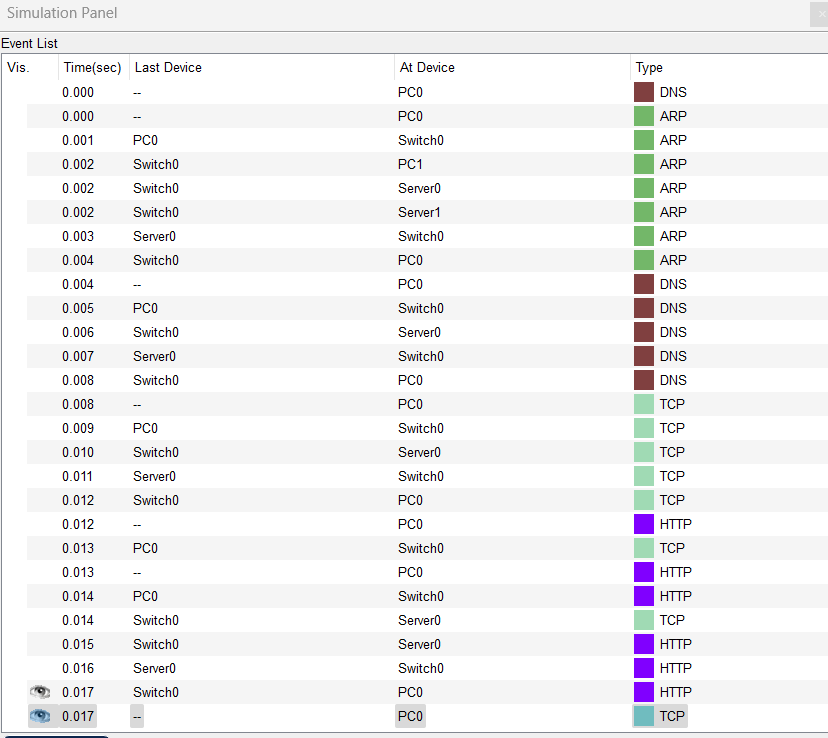 Simulation Panel
Event List
Vis. Time(sec) Last Device At Device Type
0.000 -- PC0 DNS
0.000 -- PC0 ARP
0.001 PC0 Switch0 ARP
0.002 Switch0 PC1 ARP
0.002 Switch0 Server0 ARP
0.002 Switch0 Server1 ARP
0.003 Server0 Switch0 ARP
0.004 Switch0 PC0 ARP
0.004 -- PC0 DNS
0.005 PC0 Switch0 DNS
0.006 Switch0 Server0 DNS
0.007 Server0 Switch0 DNS
0.008 Switch0 PC0 DNS
0.008 -- PC0 TCP
0.009 PC0 Switch0 TCP
0.010 Switch0 Server0 TCP
0.011 Server0 Switch0 TCP
0.012 Switch0 PC0 TCP
0.012 -- PC0 HTTP
0.013 PC0 Switch0 TCP
0.013 -- PC0 HTTP
0.014 PC0 Switch0 HTTP
0.014 Switch0 Server0 TCP
0.015 Switch0 Server0 HTTP
0.016 Server0 Switch0 HTTP
0.017 Switch0 PC0 HTTP
0.017 -- PC0 TCP